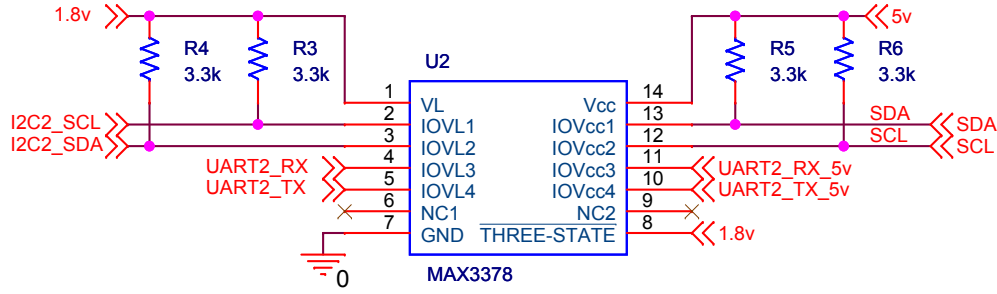 1.8v
5v
R4
3.3k
R3
3.3k
R5
3.3k
R6
3.3k
U2
1 VL Vcc 14
I2C2_SCL 2 IOVL1 IOVcc1 13 SDA SDA
I2C2_SDA 3 IOVL2 IOVcc2 12 SCL SCL
UART2_RX 4 IOVL3 IOVcc3 11 UART2_RX_5v
UART2_TX 5 IOVL4 IOVcc4 10 UART2_TX_5v
6 NC1 NC2 9
7 GND THREE-STATE 8 1.8v
0
MAX3378